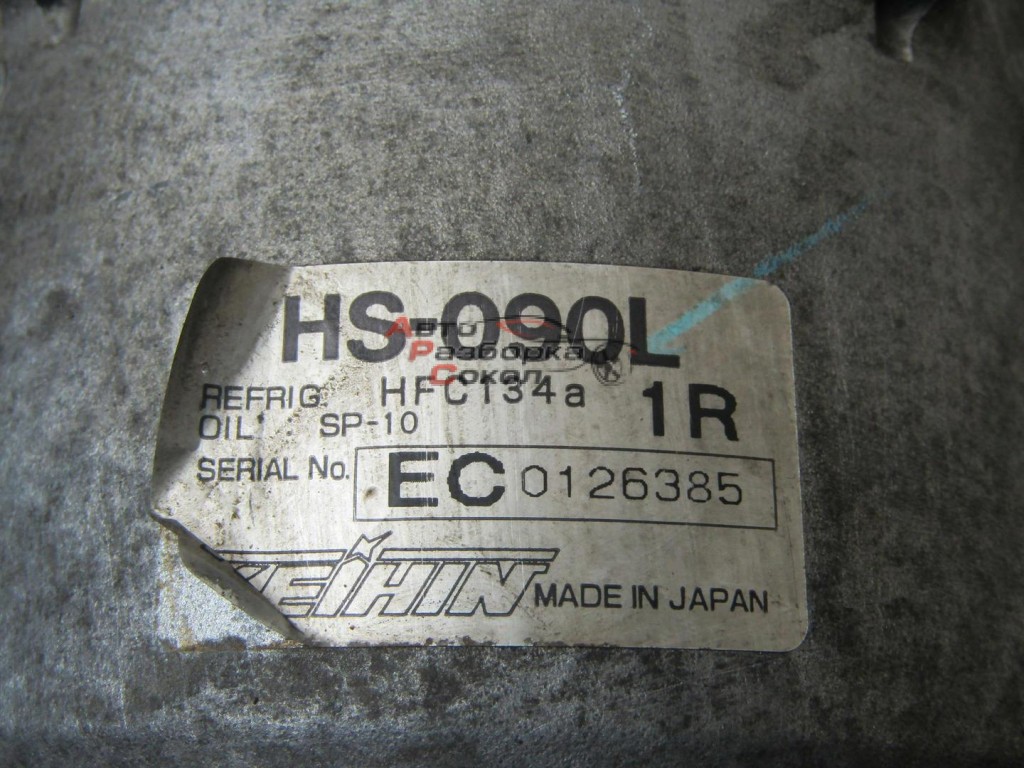 HS-090L
Авто
Разборка
Сокол
REFRIG. HFC134a 1R
OIL SP-10
SERIAL No. EC 0126385
KEIHIN MADE IN JAPAN